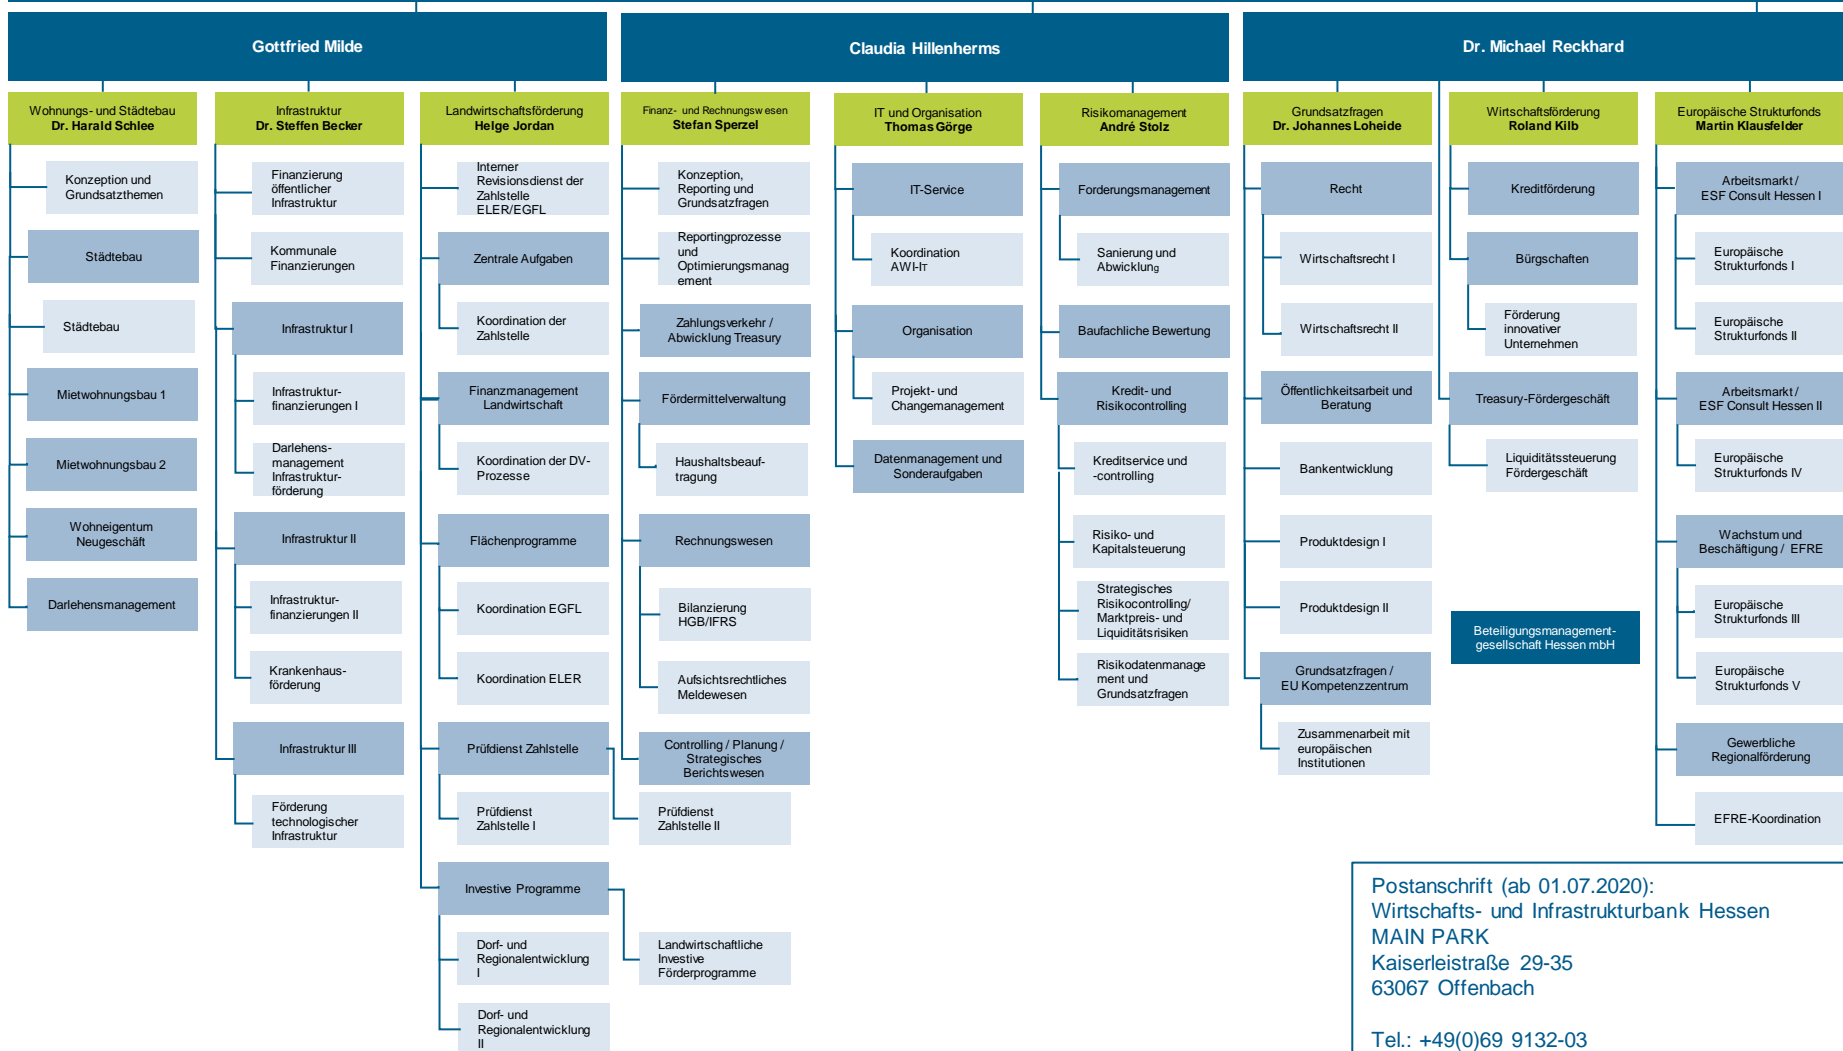 Gottfried Milde
Claudia Hillenherms
Dr. Michael Reckhard
Wohnungs- und Städtebau
Dr. Harald Schlee
Konzeption und
Grundsatzthemen
Städtebau
Städtebau
Mietwohnungsbau 1
Mietwohnungsbau 2
Wohneigentum
Neugeschäft
Darlehensmanagement
Infrastruktur
Dr. Steffen Becker
Finanzierung
öffentlicher
Infrastruktur
Kommunale
Finanzierungen
Infrastruktur I
Infrastruktur-
finanzierungen I
Darlehens-
management
Infrastruktur-
förderung
Infrastruktur II
Infrastruktur-
finanzierungen II
Krankenhaus-
förderung
Infrastruktur III
Förderung
technologischer
Infrastruktur
Landwirtschaftsförderung
Helge Jordan
Interner
Revisionsdienst der
Zahlstelle
ELER/EGFL
Zentrale Aufgaben
Koordination der
Zahlstelle
Finanzmanagement
Landwirtschaft
Koordination der DV-
Prozesse
Flächenprogramme
Koordination EGFL
Koordination ELER
Prüfdienst Zahlstelle
Prüfdienst
Zahlstelle I
Prüfdienst
Zahlstelle II
Investive Programme
Dorf- und
Regionalentwicklung
I
Landwirtschaftliche
Investive
Förderprogramme
Dorf- und
Regionalentwicklung
II
Finanz- und Rechnungswesen
Stefan Sperzel
Konzeption,
Reporting und
Grundsatzfragen
Reportingprozesse
und
Optimierungsmanag
ement
Zahlungsverkehr /
Abwicklung Treasury
Fördermittelverwaltung
Haushaltsbeauf-
tragung
Rechnungswesen
Bilanzierung
HGB/IFRS
Aufsichtsrechtliches
Meldewesen
Controlling / Planung /
Strategisches
Berichtswesen
IT und Organisation
Thomas Görge
IT-Service
Koordination
AWI-IT
Organisation
Projekt- und
Changemanagement
Datenmanagement und
Sonderaufgaben
Risikomanagement
André Stolz
Forderungsmanagement
Sanierung und
Abwicklung
Baufachliche Bewertung
Kredit- und
Risikocontrolling
Kreditservice und
-controlling
Risiko- und
Kapitalsteuerung
Strategisches
Risikocontrolling/
Marktpreis- und
Liquiditätsrisiken
Risikodatenmanage
ment und
Grundsatzfragen
Grundsatzfragen
Dr. Johannes Loheide
Recht
Wirtschaftsrecht I
Wirtschaftsrecht II
Öffentlichkeitsarbeit und
Beratung
Bankentwicklung
Produktdesign I
Produktdesign II
Grundsatzfragen /
EU Kompetenzzentrum
Zusammenarbeit mit
europäischen
Institutionen
Wirtschaftsförderung
Roland Kilb
Kreditförderung
Bürgschaften
Förderung
innovativer
Unternehmen
Treasury-Fördergeschäft
Liquiditätssteuerung
Fördergeschäft
Beteiligungsmanagement-
gesellschaft Hessen mbH
Europäische Strukturfonds
Martin Klausfelder
Arbeitsmarkt /
ESF Consult Hessen I
Europäische
Strukturfonds I
Europäische
Strukturfonds II
Arbeitsmarkt /
ESF Consult Hessen II
Europäische
Strukturfonds IV
Wachstum und
Beschäftigung / EFRE
Europäische
Strukturfonds III
Europäische
Strukturfonds V
Gewerbliche
Regionalförderung
EFRE-Koordination
Postanschrift (ab 01.07.2020):
Wirtschafts- und Infrastrukturbank Hessen
MAIN PARK
Kaiserleistraße 29-35
63067 Offenbach
Tel.: +49(0)69 9132-03